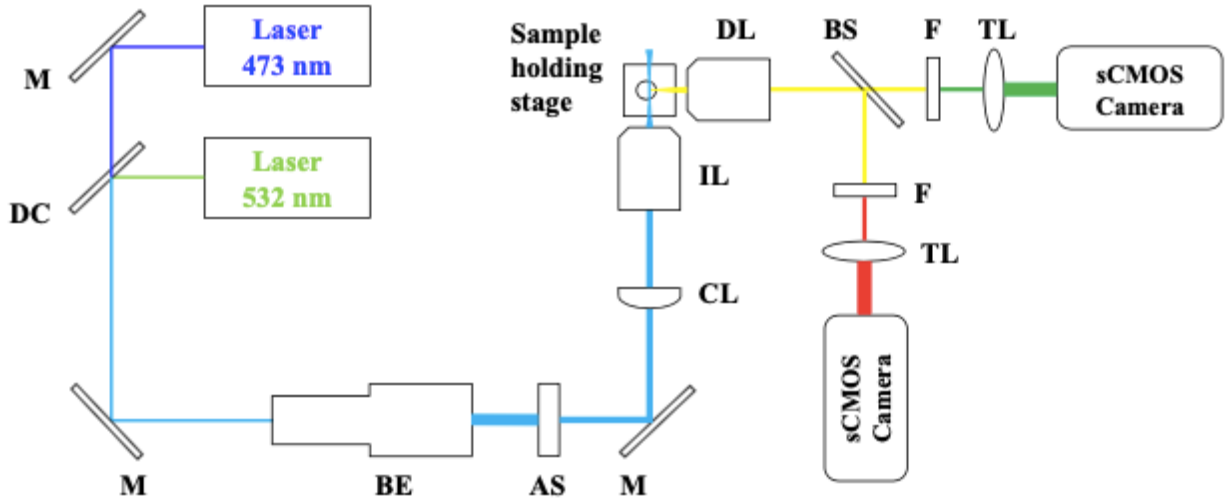 Laser
473 nm
M
Laser
532 nm
DC
M
BE
AS
M
CL
IL
Sample
holding
stage
DL
BS
F
TL
sCMOS
Camera
F
TL
sCMOS
Camera